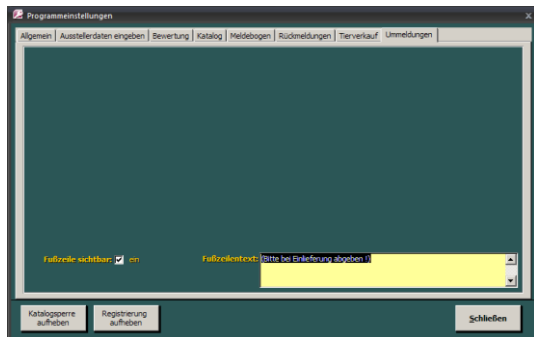 Programmeinstellungen
x
Allgemein Ausstellerdaten eingeben Bewertung Katalog Meldebogen Rückmeldungen Tierverkauf Ummeldungen
Fußzeile sichtbar: ein Fußzeilentext: (Bitte bei Einlieferung abgeben !)
Katalogsperre
aufheben
Registrierung
aufheben
Schließen